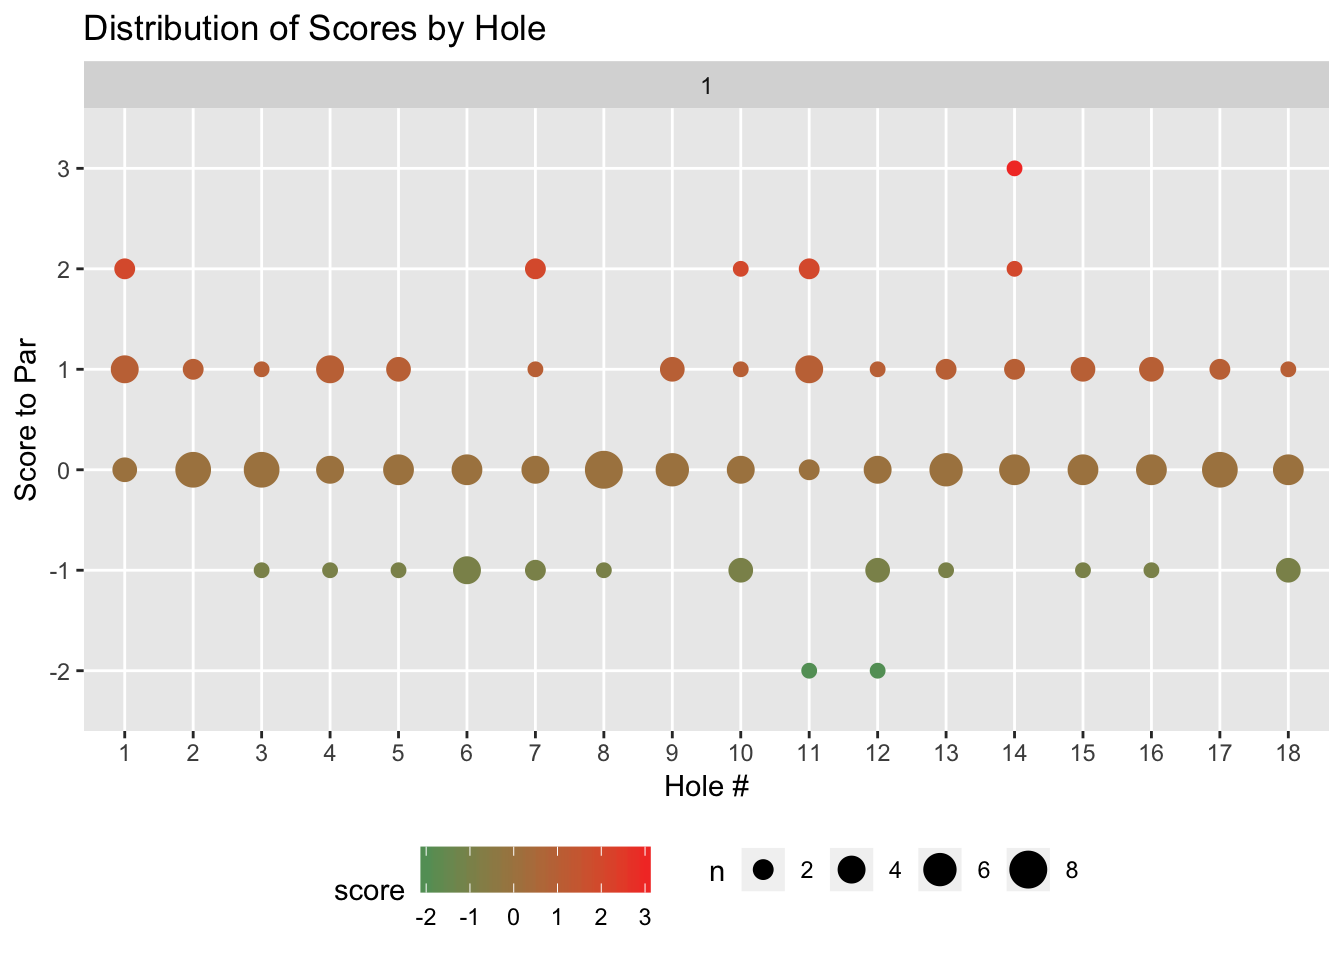 Distribution of Scores by Hole
1
3
2
1
0
-1
-2
Score to Par
1 2 3 4 5 6 7 8 9 10 11 12 13 14 15 16 17 18
Hole #
score
-2 -1 0 1 2 3
n 2 4 6 8